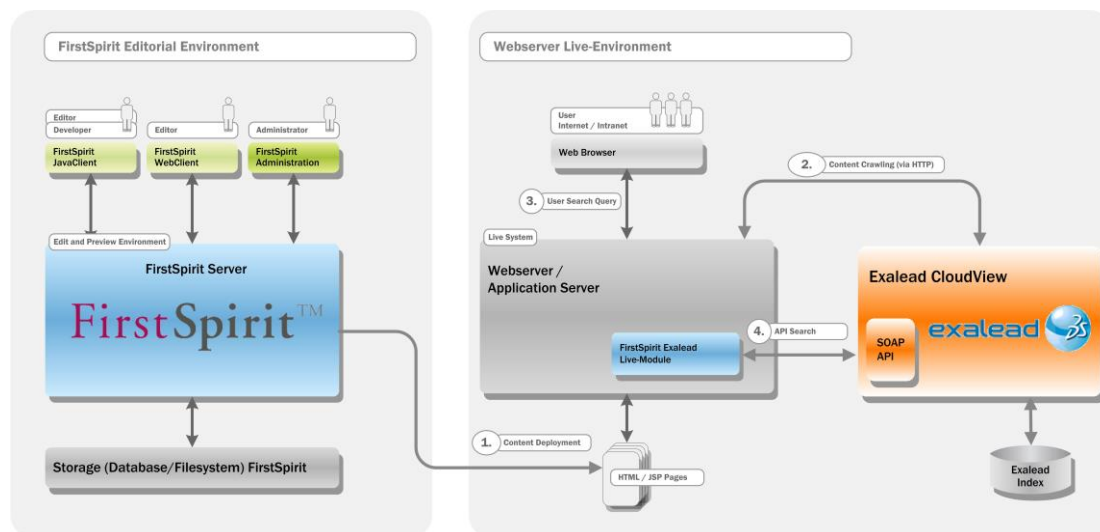 FirstSpirit Editorial Environment
Editor
Developer
FirstSpirit
JavaClient
Editor
FirstSpirit
WebClient
Administrator
FirstSpirit
Administration
Edit and Preview Environment
FirstSpirit Server
FirstSpirit™
Storage (Database/Filesystem) FirstSpirit
Webserver Live-Environment
User
Internet / Intranet
Web Browser
2. Content Crawling (via HTTP)
3. User Search Query
Live System
Webserver /
Application Server
FirstSpirit Exalead
Live-Module
4. API Search
Exalead CloudView
SOAP
API
exalead
1. Content Deployment
HTML / JSP Pages
Exalead
Index